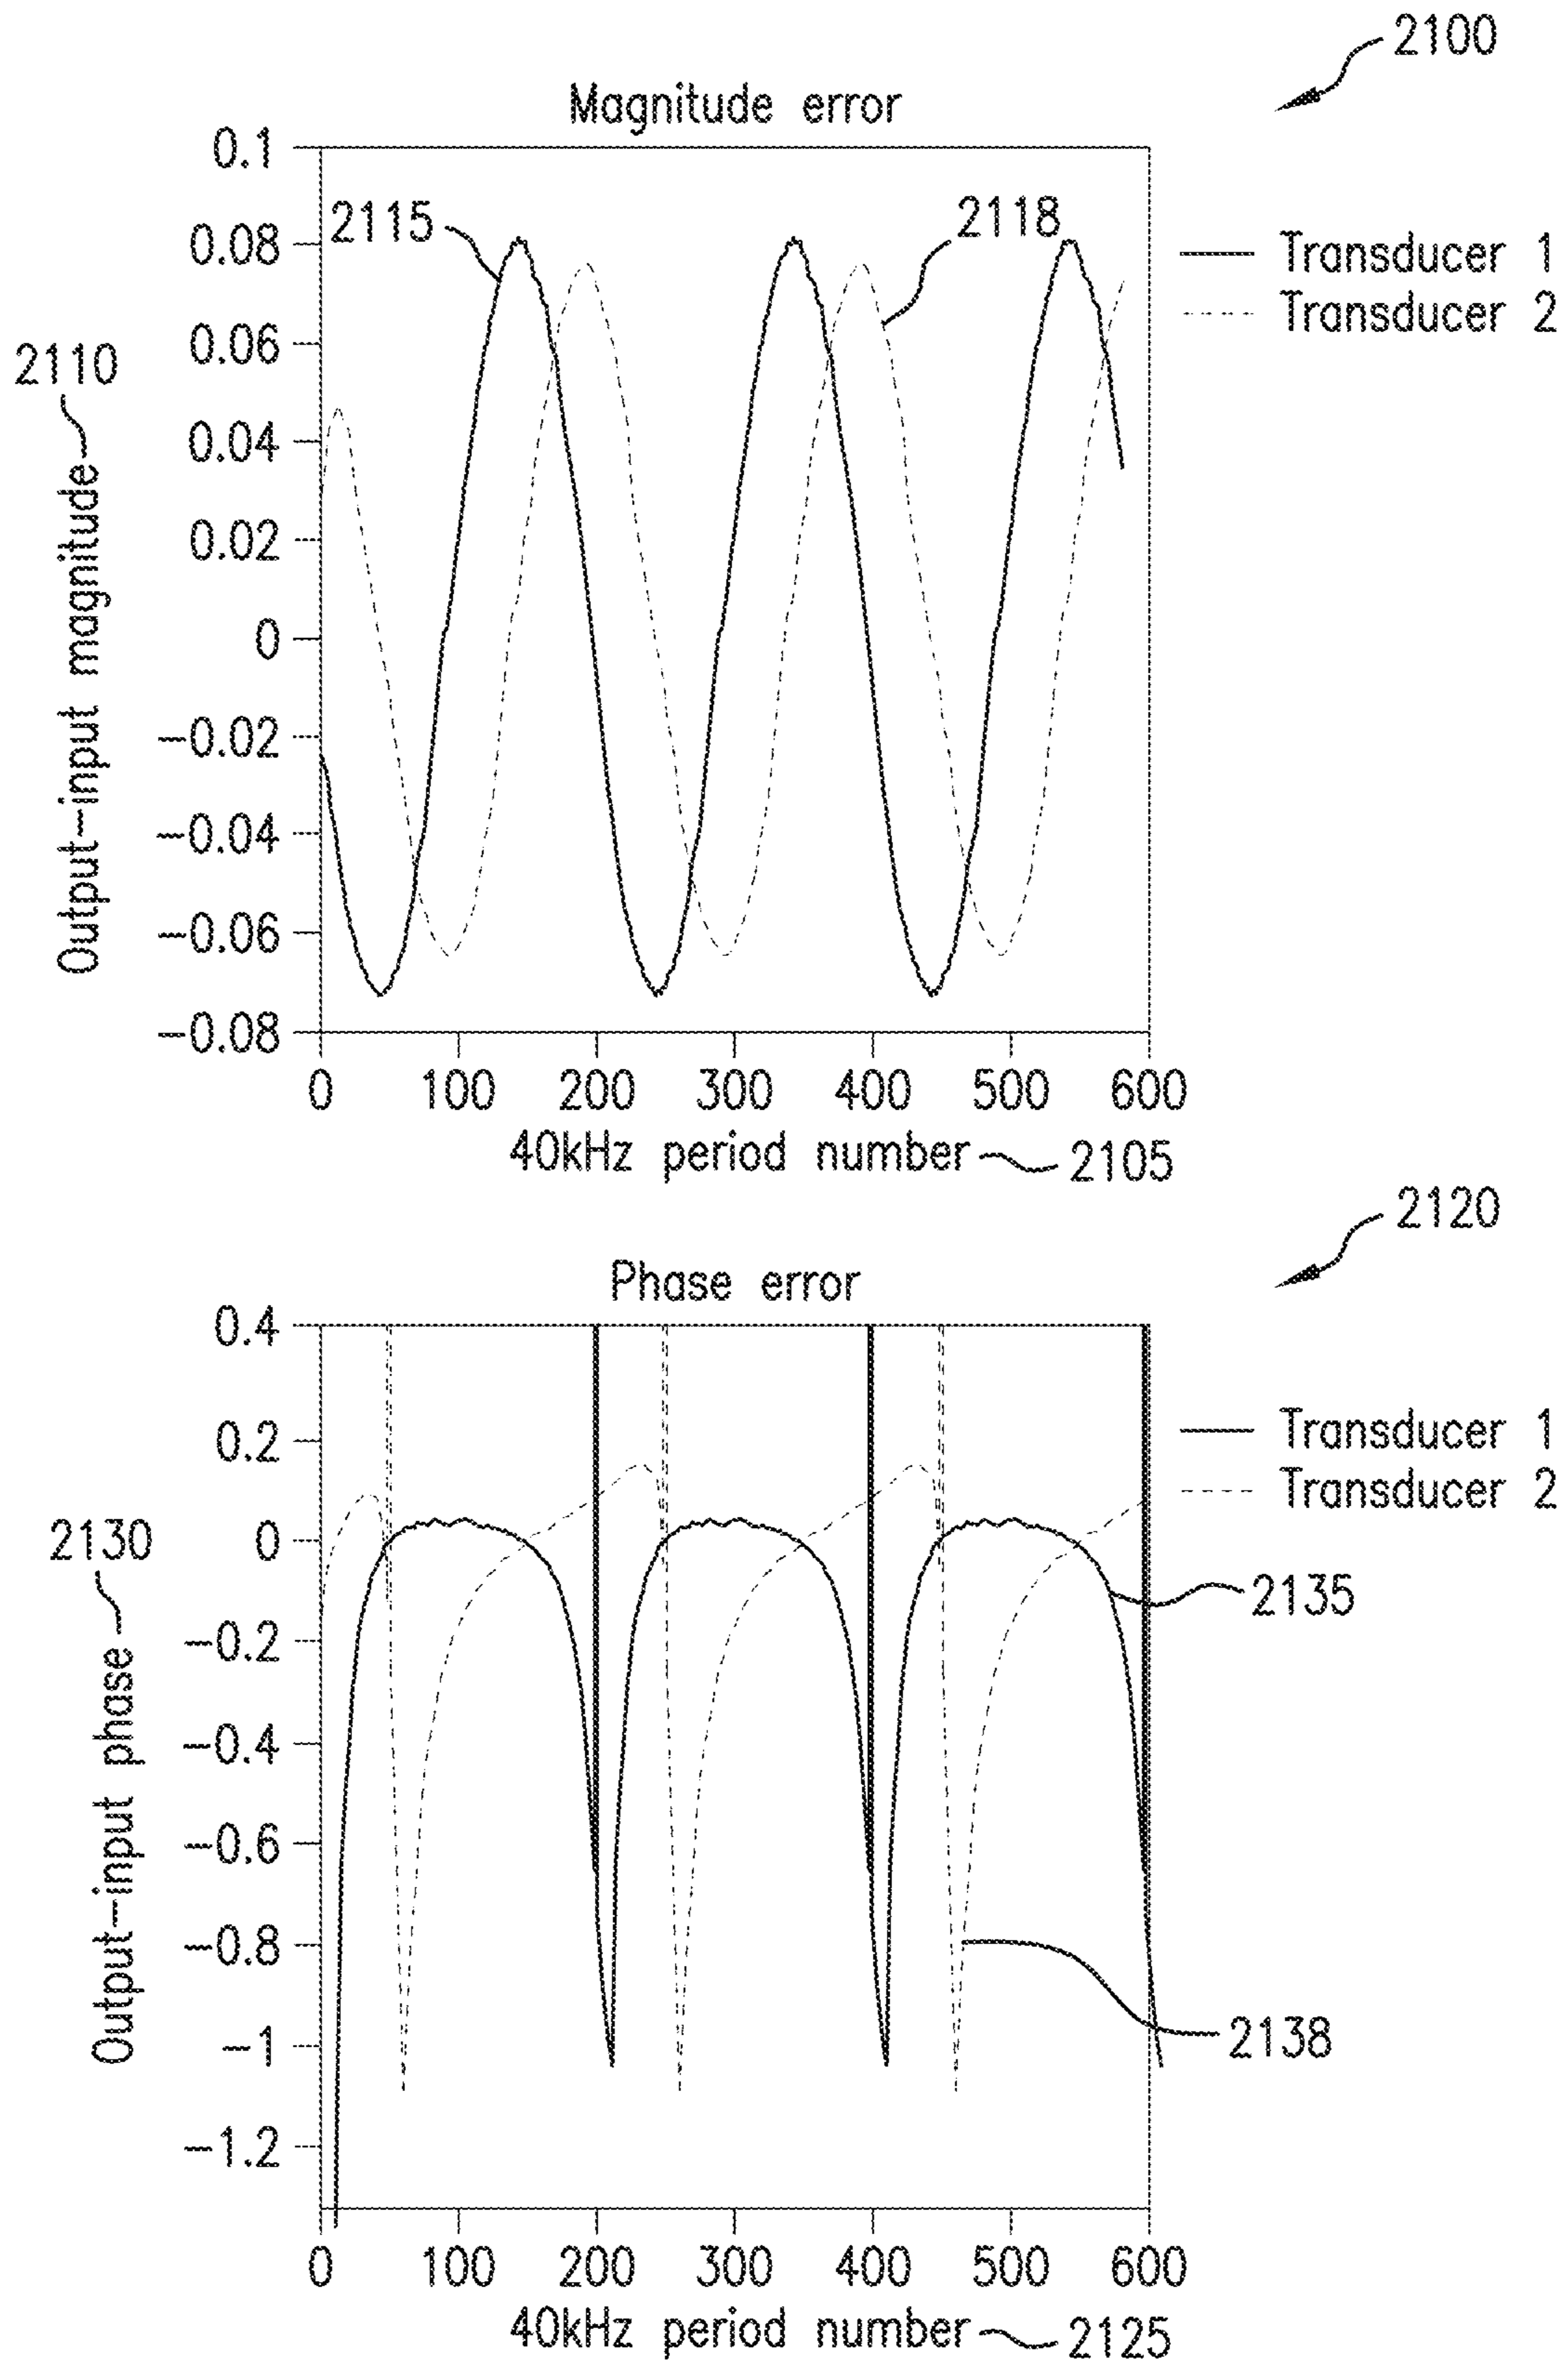 2100
Magnitude error
0.1
0.08
0.06
0.04
0.02
0
−0.02
−0.04
−0.06
−0.08
2115
2118
Transducer 1
Transducer 2
2110
Output−input magnitude
0 100 200 300 400 500 600
40kHz period number 2105
2120
Phase error
0.4
0.2
0
−0.2
−0.4
−0.6
−0.8
−1
−1.2
Transducer 1
Transducer 2
2130
Output−input phase
2135
2138
0 100 200 300 400 500 600
40kHz period number 2125